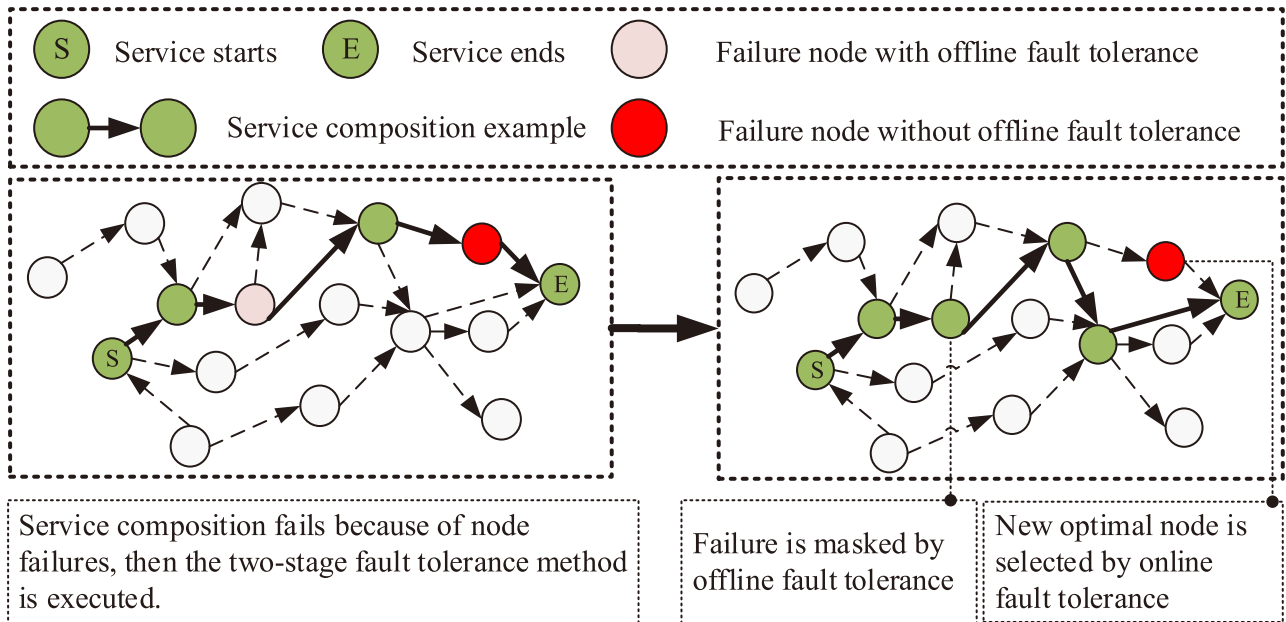 S Service starts E Service ends Failure node with offline fault tolerance
Service composition example Failure node without offline fault tolerance
E
S
E
S
Service composition fails because of node
failures, then the two-stage fault tolerance method
is executed.
Failure is masked by
offline fault tolerance
New optimal node is
selected by online
fault tolerance